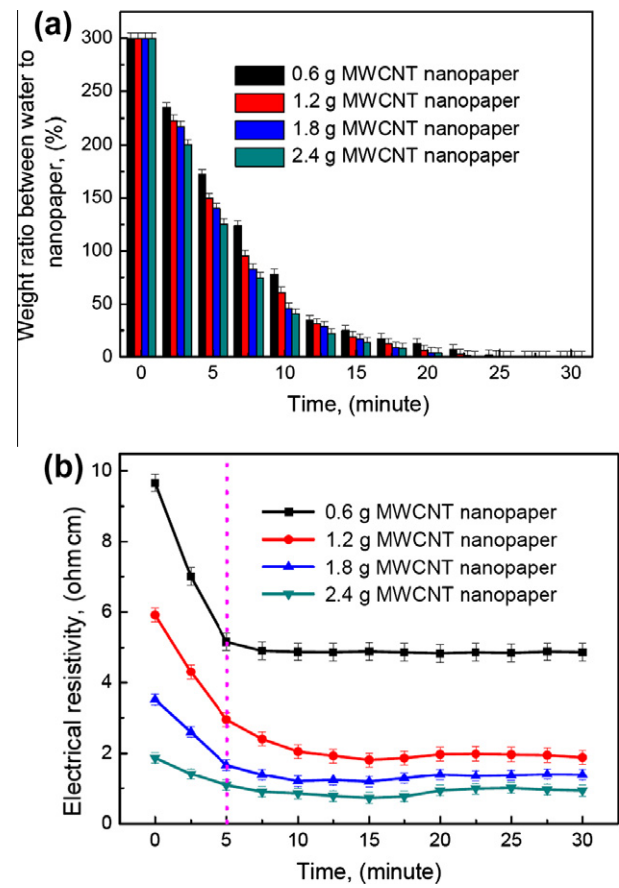 (a)
300
250
200
150
100
50
0
Weight ratio between water to
nanopaper, (%)
0.6 g MWCNT nanopaper
1.2 g MWCNT nanopaper
1.8 g MWCNT nanopaper
2.4 g MWCNT nanopaper
0 5 10 15 20 25 30
Time, (minute)
(b)
10
8
6
4
2
0
Electrical resistivity, (ohm cm)
0.6 g MWCNT nanopaper
1.2 g MWCNT nanopaper
1.8 g MWCNT nanopaper
2.4 g MWCNT nanopaper
0 5 10 15 20 25 30
Time, (minute)